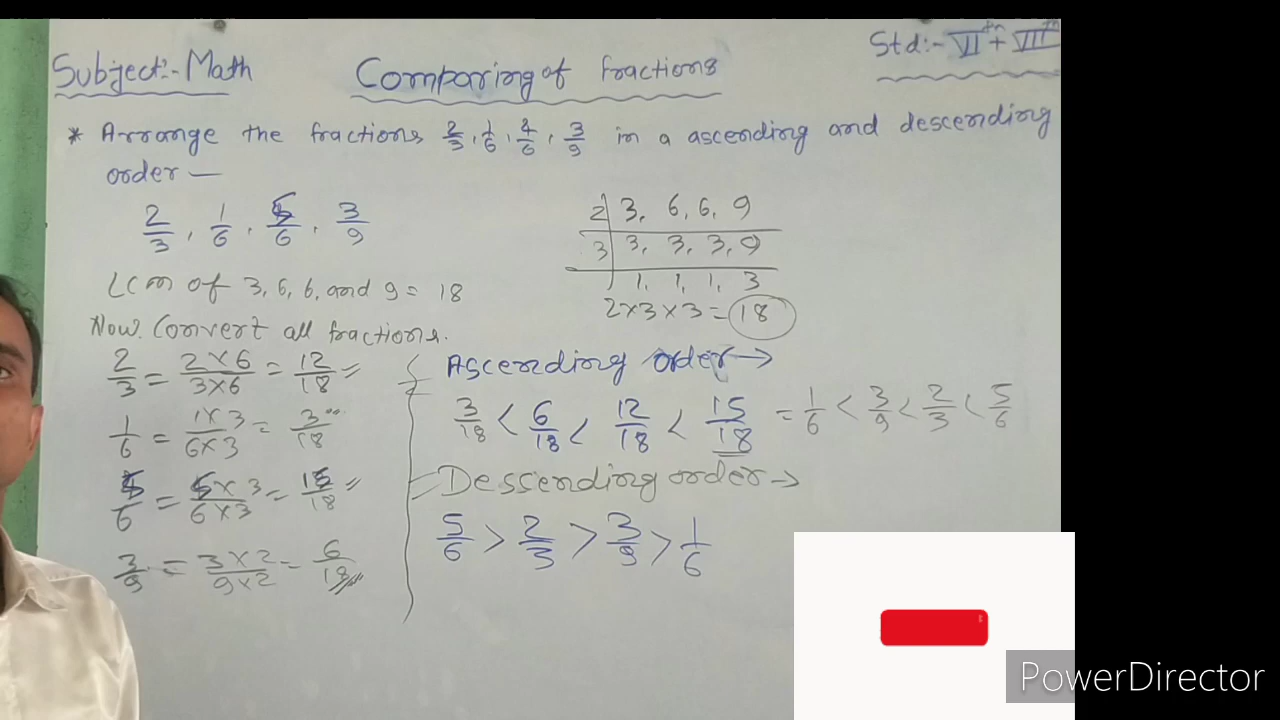 Subject:- Math
Comparing of fractions
Std:- VIth + VIIth
* Arrange the fractions 2/3, 1/6, 4/6, 3/9 in a ascending and descending
order —
2/3, 1/6, 5/6, 3/9
LCM of 3, 6, 6, and 9 = 18
Now. Convert all fractions.
2/3 = 2×6/3×6 = 12/18
1/6 = 1×3/6×3 = 3/18
5/6 = 5×3/6×3 = 15/18
3/9 = 3×2/9×2 = 6/18
2 | 3, 6, 6, 9
3 | 3, 3, 3, 9
1, 1, 1, 3
2×3×3 = 18
Ascending order →
3/18 < 6/18 < 12/18 < 15/18 = 1/6 < 3/9 < 2/3 < 5/6
Dessending order →
5/6 > 2/3 > 3/9 > 1/6
PowerDirector